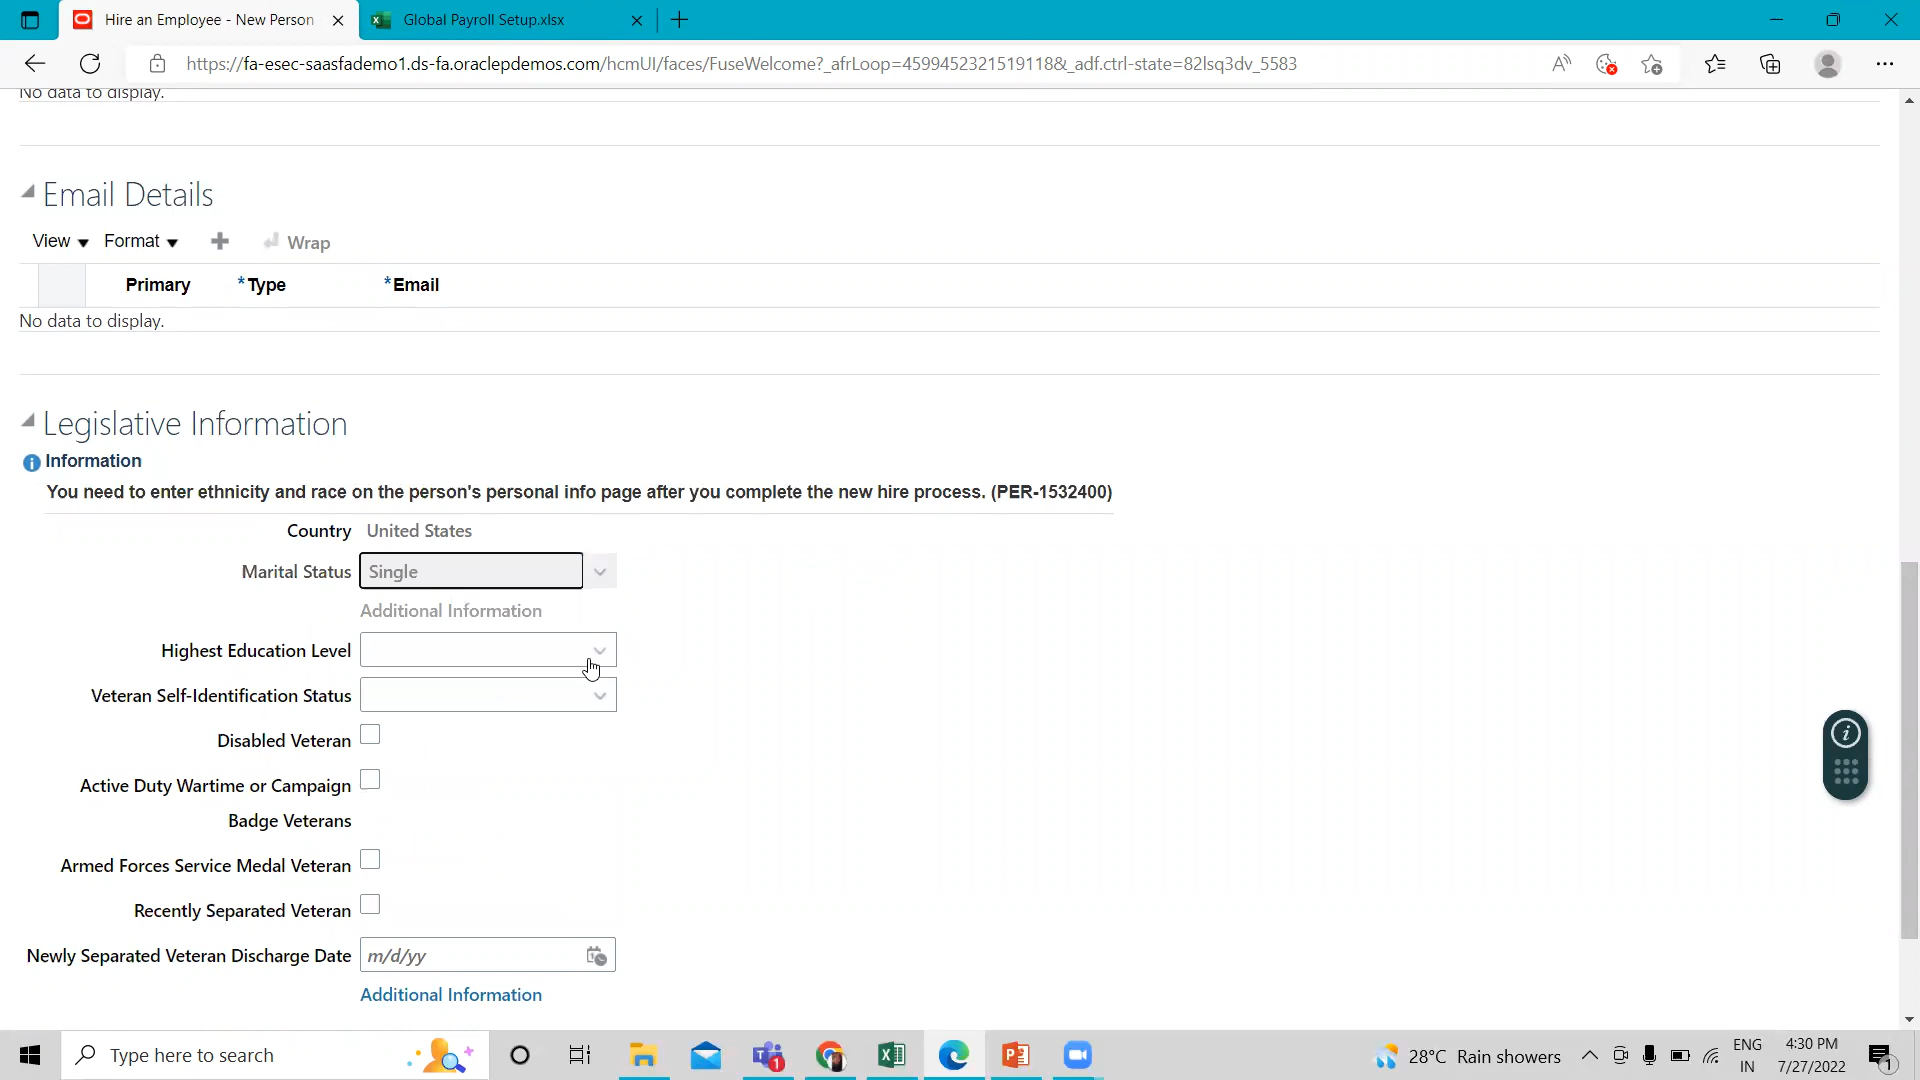 Hire an Employee - New Person
Global Payroll Setup.xlsx
https://fa-esec-saasfademo1.ds-fa.oraclepdemos.com/hcmUI/faces/FuseWelcome?_afrLoop=4599452321519118&_adf.ctrl-state=82lsq3dv_5583
No data to display.
Email Details
View Format Wrap
Primary *Type *Email
No data to display.
Legislative Information
Information
You need to enter ethnicity and race on the person's personal info page after you complete the new hire process. (PER-1532400)
Country United States
Marital Status Single
Additional Information
Highest Education Level
Veteran Self-Identification Status
Disabled Veteran
Active Duty Wartime or Campaign
Badge Veterans
Armed Forces Service Medal Veteran
Recently Separated Veteran
Newly Separated Veteran Discharge Date m/d/yy
Additional Information
Type here to search
28°C Rain showers
ENG
IN
4:30 PM
7/27/2022
1
1